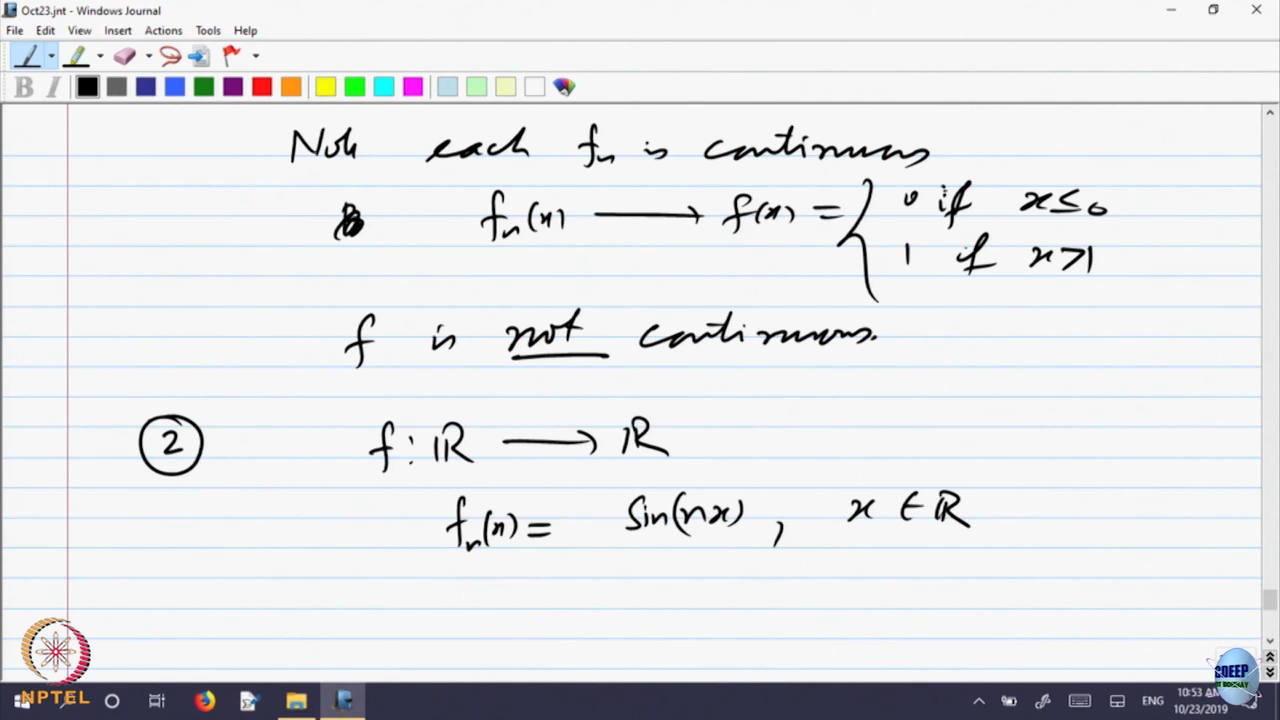 Oct23.jnt - Windows Journal
File Edit View Insert Actions Tools Help
B I
Note each fₙ is continuous
fₙ(x) ⟶ f(x) = { 0 if x ≤ 0
1 if x > 1
f is not continuous.
② f : ℝ ⟶ ℝ
fₙ(x) = Sin(nx) , x ∈ ℝ
NPTEL
ENG
10:53 AM
10/23/2019